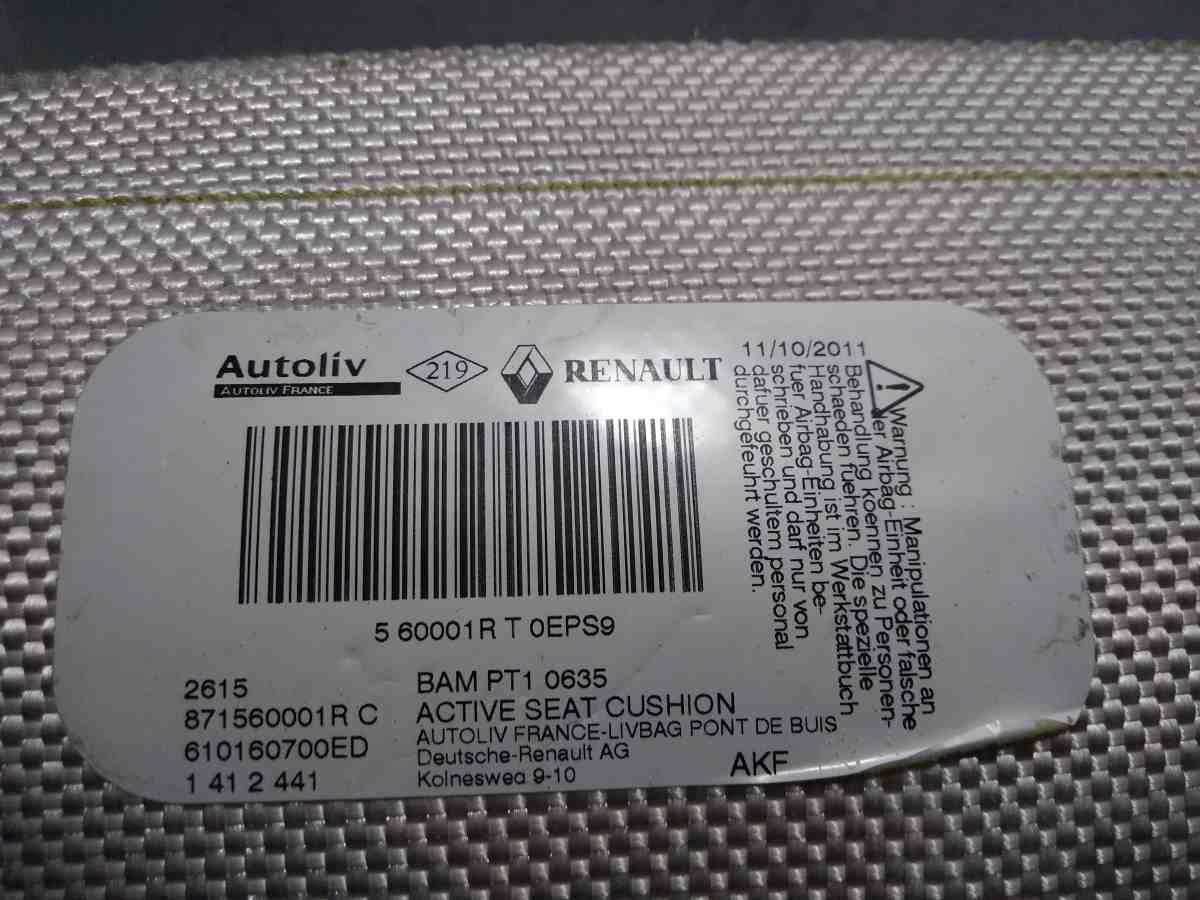 Autoliv
AUTOLIV FRANCE
219
RENAULT
11/10/2011
Warnung : Manipulationen an
der Airbag-Einheit oder falsche
Behandlung koennen zu Personen-
schaeden fuehren. Die spezielle
Handhabung ist im Werkstattbuch
fuer Airbag-Einheiten be-
schrieben und darf nur von
dafuer geschultem personal
durchgefeuhrt werden.
5 60001R T 0EPS9
2615
871560001R C
610160700ED
1 41 2 441
BAM PT1 0635
ACTIVE SEAT CUSHION
AUTOLIV FRANCE-LIVBAG PONT DE BUIS
Deutsche-Renault AG
Kolnesweg 9-10
AKF